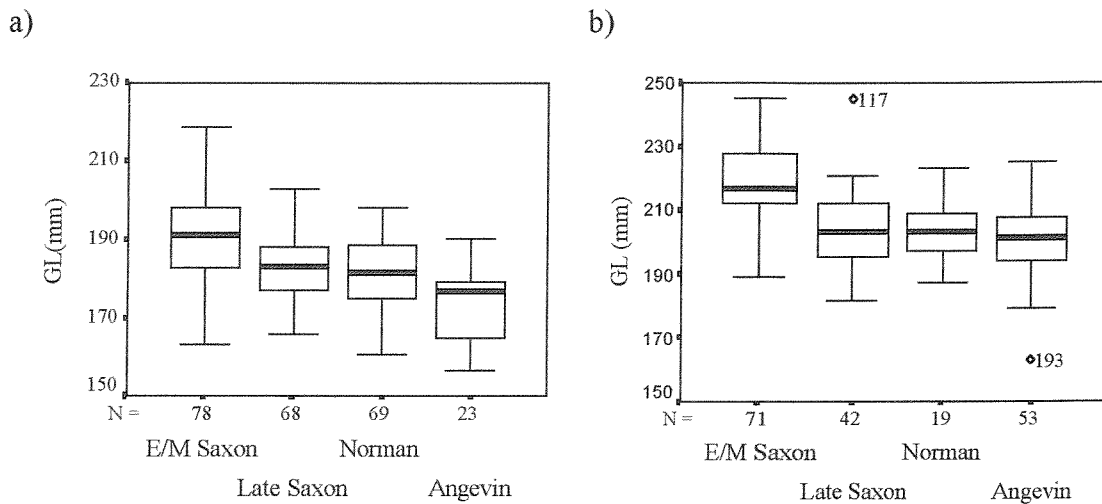 a)
GL(mm)
230
210
190
170
150
N = 78 68 69 23
E/M Saxon Norman
Late Saxon Angevin
b)
GL (mm)
250
230
210
190
170
150
117
193
N = 71 42 19 53
E/M Saxon Norman
Late Saxon Angevin